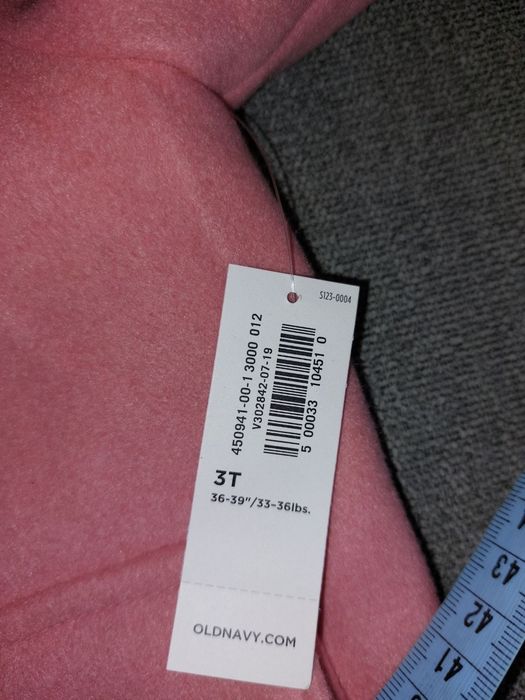 S123-0004
450941-00-1 3000 012
V302842-07-19
5 00033 10451 0
3T
36-39"/33-36lbs.
OLDNAVY.COM
43
42
41